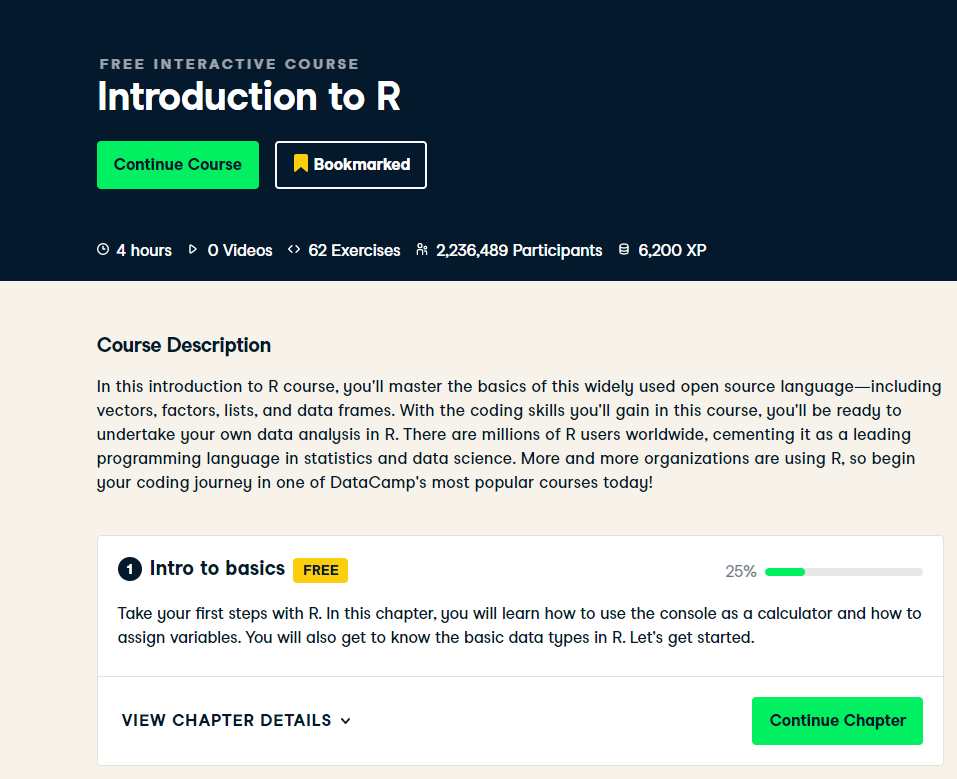 FREE INTERACTIVE COURSE
Introduction to R
Continue Course
Bookmarked
4 hours 0 Videos 62 Exercises 2,236,489 Participants 6,200 XP
Course Description
In this introduction to R course, you'll master the basics of this widely used open source language—including
vectors, factors, lists, and data frames. With the coding skills you'll gain in this course, you'll be ready to
undertake your own data analysis in R. There are millions of R users worldwide, cementing it as a leading
programming language in statistics and data science. More and more organizations are using R, so begin
your coding journey in one of DataCamp's most popular courses today!
1 Intro to basics FREE 25%
Take your first steps with R. In this chapter, you will learn how to use the console as a calculator and how to
assign variables. You will also get to know the basic data types in R. Let's get started.
VIEW CHAPTER DETAILS
Continue Chapter